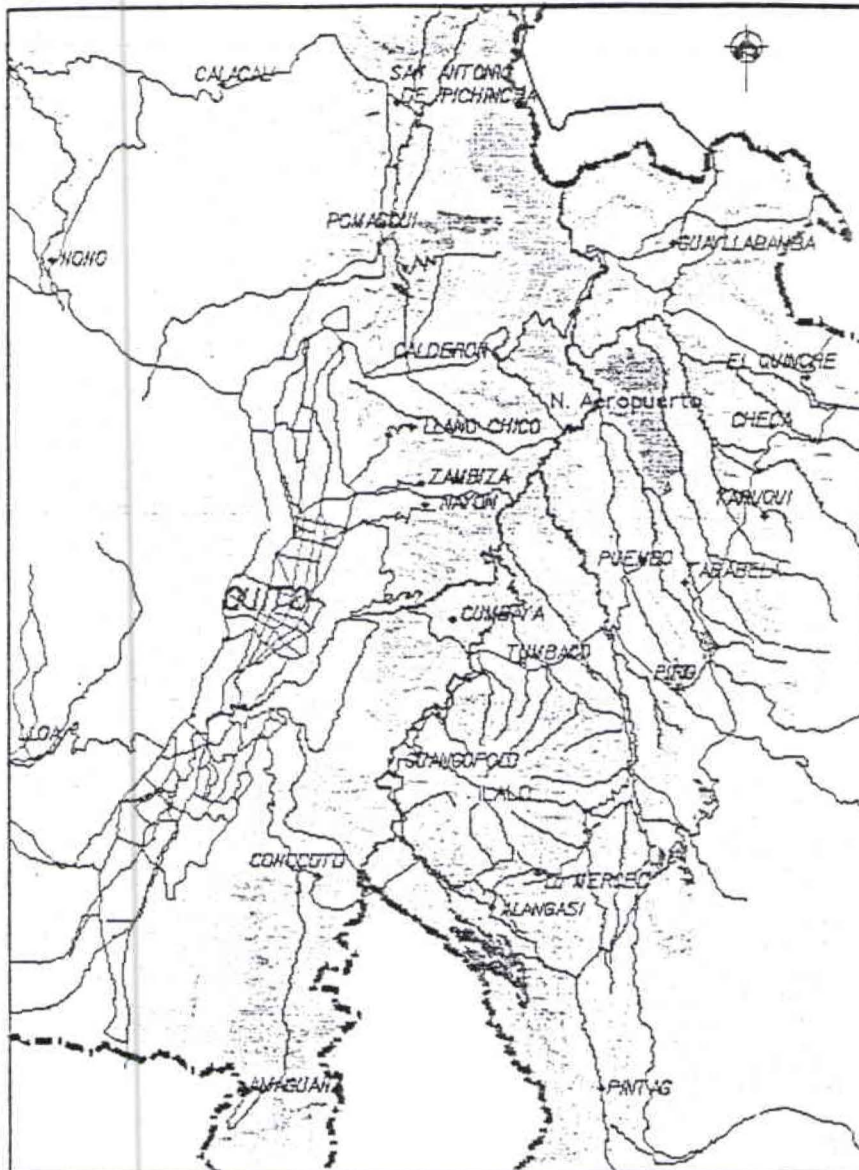 CALACALI
SAN ANTONIO
DE PICHINCHA
POMASQUI
NONO
GUAYLLABAMBA
CALDERON
EL QUINCHE
N. Aeropuerto
CHECA
LLANO CHICO
ZAMBIZA
NAYON
YARUQUI
PUEMBO
TABABELA
QUITO
CUMBAYA
TUMBACO
PIFO
LLOA
GUANGOPOLO
ILALO
CONOCOTO
LA MERCED
ALANGASI
AMAGUAÑA
PINTAG